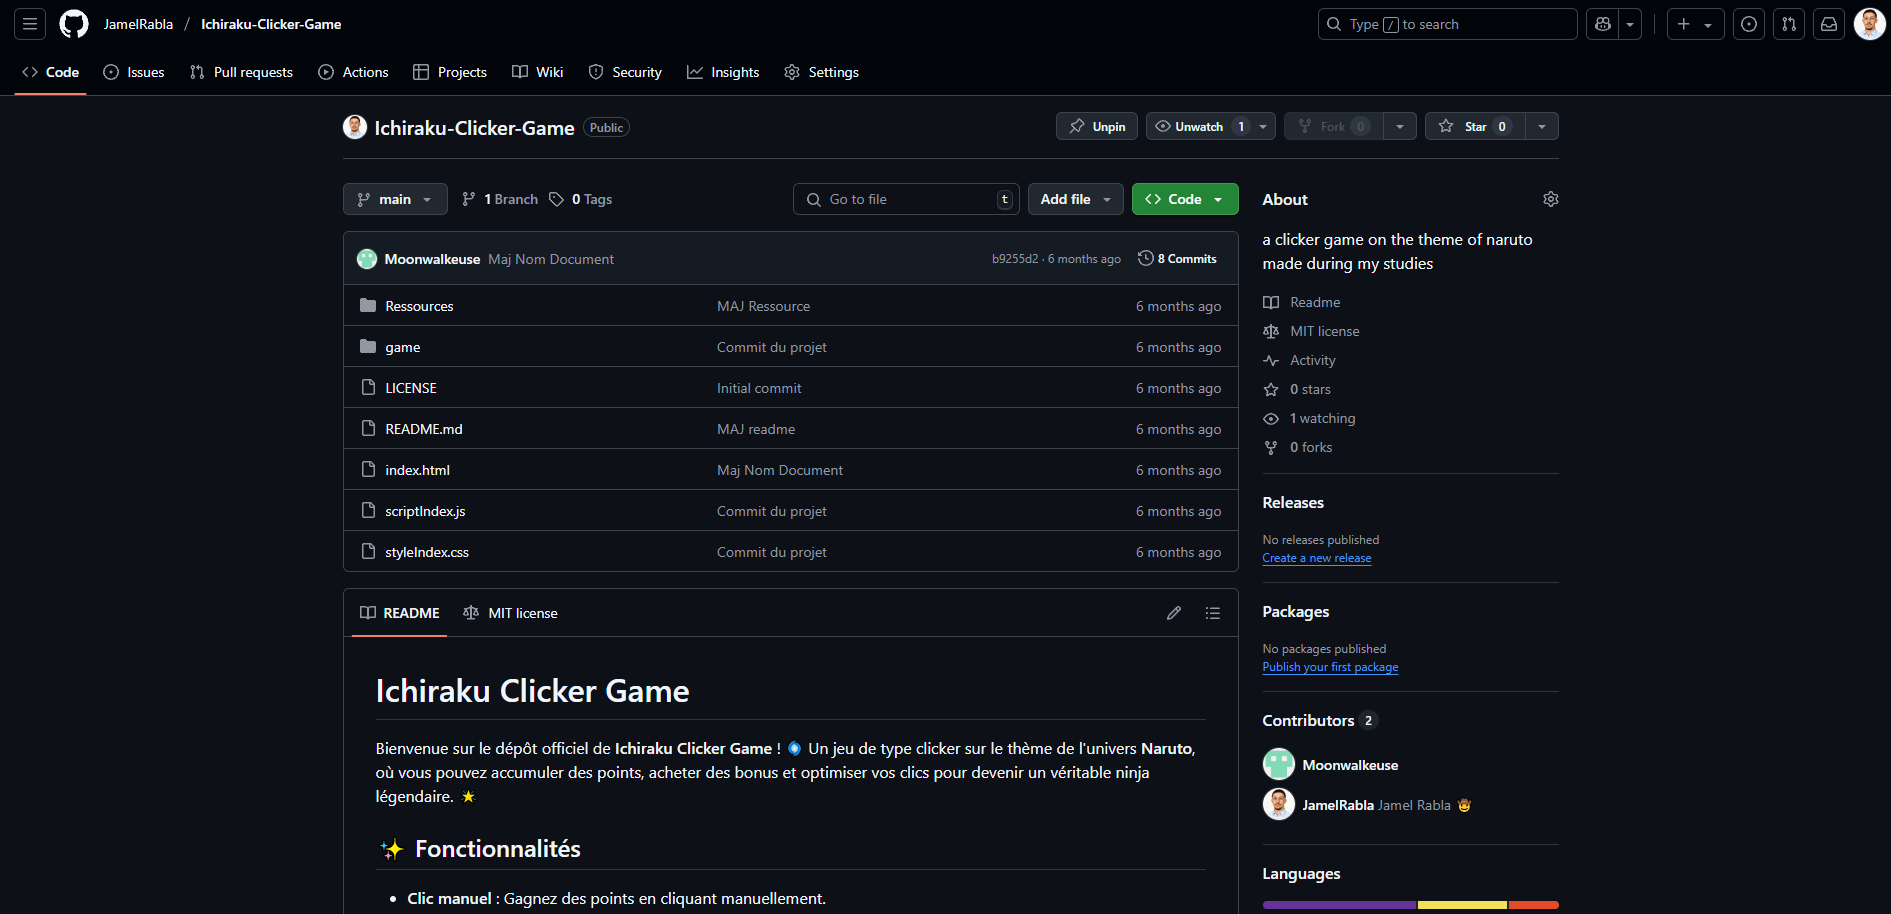 JamelRabla / Ichiraku-Clicker-Game
Type / to search
Code Issues Pull requests Actions Projects Wiki Security Insights Settings
Ichiraku-Clicker-Game Public
Unpin Unwatch 1 Fork 0 Star 0
main 1 Branch 0 Tags
Go to file t Add file Code
Moonwalkeuse Maj Nom Document b9255d2 · 6 months ago 8 Commits
Ressources MAJ Ressource 6 months ago
game Commit du projet 6 months ago
LICENSE Initial commit 6 months ago
README.md MAJ readme 6 months ago
index.html Maj Nom Document 6 months ago
scriptIndex.js Commit du projet 6 months ago
styleIndex.css Commit du projet 6 months ago
README MIT license
Ichiraku Clicker Game
Bienvenue sur le dépôt officiel de Ichiraku Clicker Game ! 🌀 Un jeu de type clicker sur le thème de l'univers Naruto,
où vous pouvez accumuler des points, acheter des bonus et optimiser vos clics pour devenir un véritable ninja
légendaire. 🌟
✨ Fonctionnalités
• Clic manuel : Gagnez des points en cliquant manuellement.
About
a clicker game on the theme of naruto
made during my studies
Readme
MIT license
Activity
0 stars
1 watching
0 forks
Releases
No releases published
Create a new release
Packages
No packages published
Publish your first package
Contributors 2
Moonwalkeuse
JamelRabla Jamel Rabla 🤠
Languages